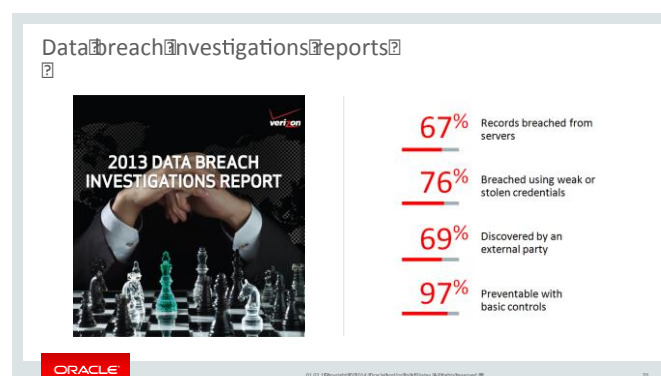 Data breach investigations reports
verizon
2013 DATA BREACH
INVESTIGATIONS REPORT
67%
Records breached from
servers
76%
Breached using weak or
stolen credentials
69%
Discovered by an
external party
97%
Preventable with
basic controls
ORACLE